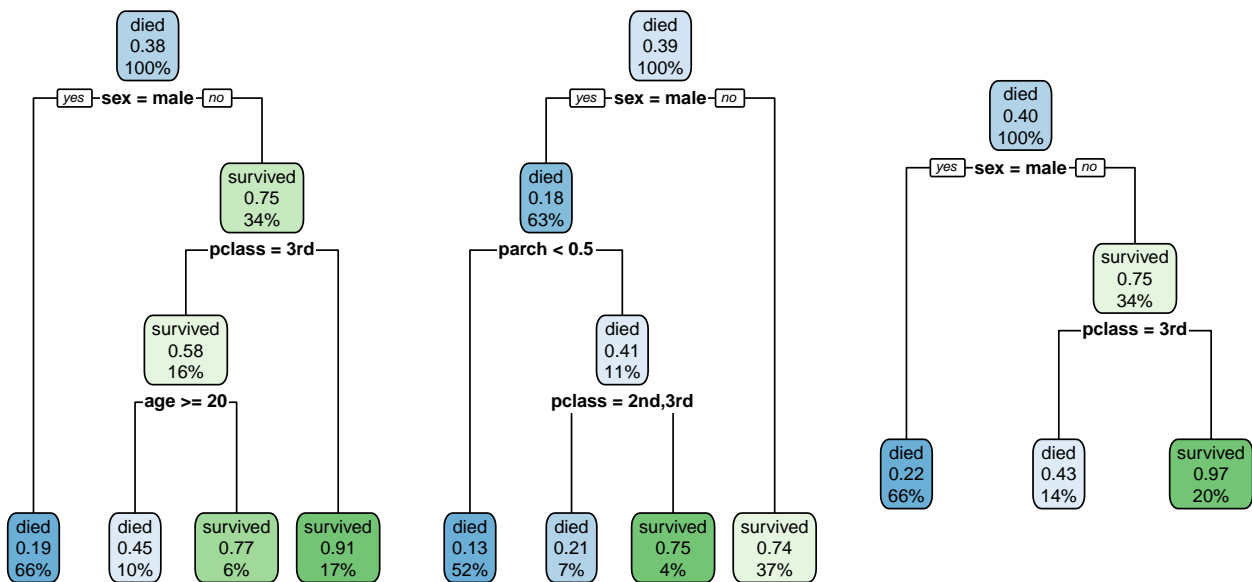 died
0.38
100%
yes sex = male no
survived
0.75
34%
pclass = 3rd
survived
0.58
16%
age >= 20
died
0.19
66%
died
0.45
10%
survived
0.77
6%
survived
0.91
17%
died
0.39
100%
yes sex = male no
died
0.18
63%
parch < 0.5
died
0.41
11%
pclass = 2nd,3rd
died
0.13
52%
died
0.21
7%
survived
0.75
4%
survived
0.74
37%
died
0.40
100%
yes sex = male no
survived
0.75
34%
pclass = 3rd
died
0.22
66%
died
0.43
14%
survived
0.97
20%